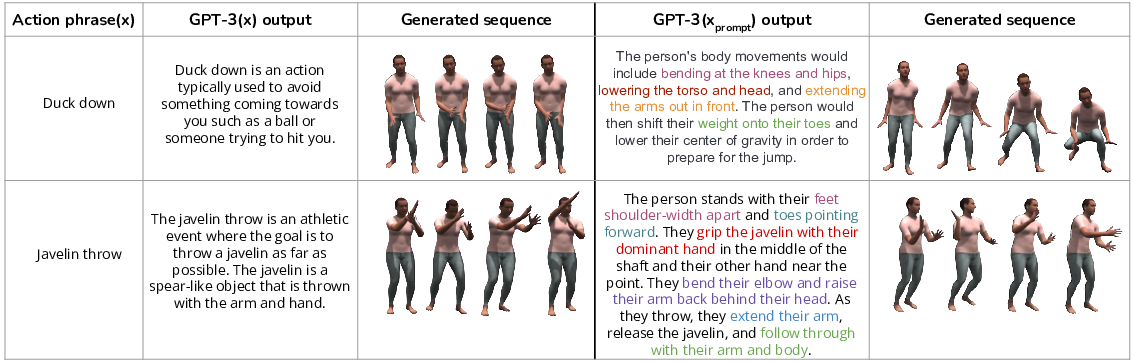 Action phrase(x)
GPT-3(x) output
Generated sequence
GPT-3(xprompt) output
Generated sequence
Duck down
Duck down is an action
typically used to avoid
something coming towards
you such as a ball or
someone trying to hit you.
The person's body movements would
include bending at the knees and hips,
lowering the torso and head, and extending
the arms out in front. The person would
then shift their weight onto their toes and
lower their center of gravity in order to
prepare for the jump.
Javelin throw
The javelin throw is an athletic
event where the goal is to
throw a javelin as far as
possible. The javelin is a
spear-like object that is thrown
with the arm and hand.
The person stands with their feet
shoulder-width apart and toes pointing
forward. They grip the javelin with their
dominant hand in the middle of the
shaft and their other hand near the
point. They bend their elbow and raise
their arm back behind their head. As
they throw, they extend their arm,
release the javelin, and follow through
with their arm and body.